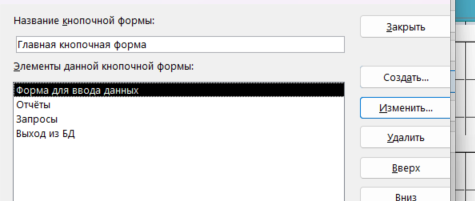 Название кнопочной формы:
Закрыть
Главная кнопочная форма
Элементы данной кнопочной формы:
Создать...
Форма для ввода данных
Отчёты
Изменить...
Запросы
Выход из БД
Удалить
Вверх
Вниз